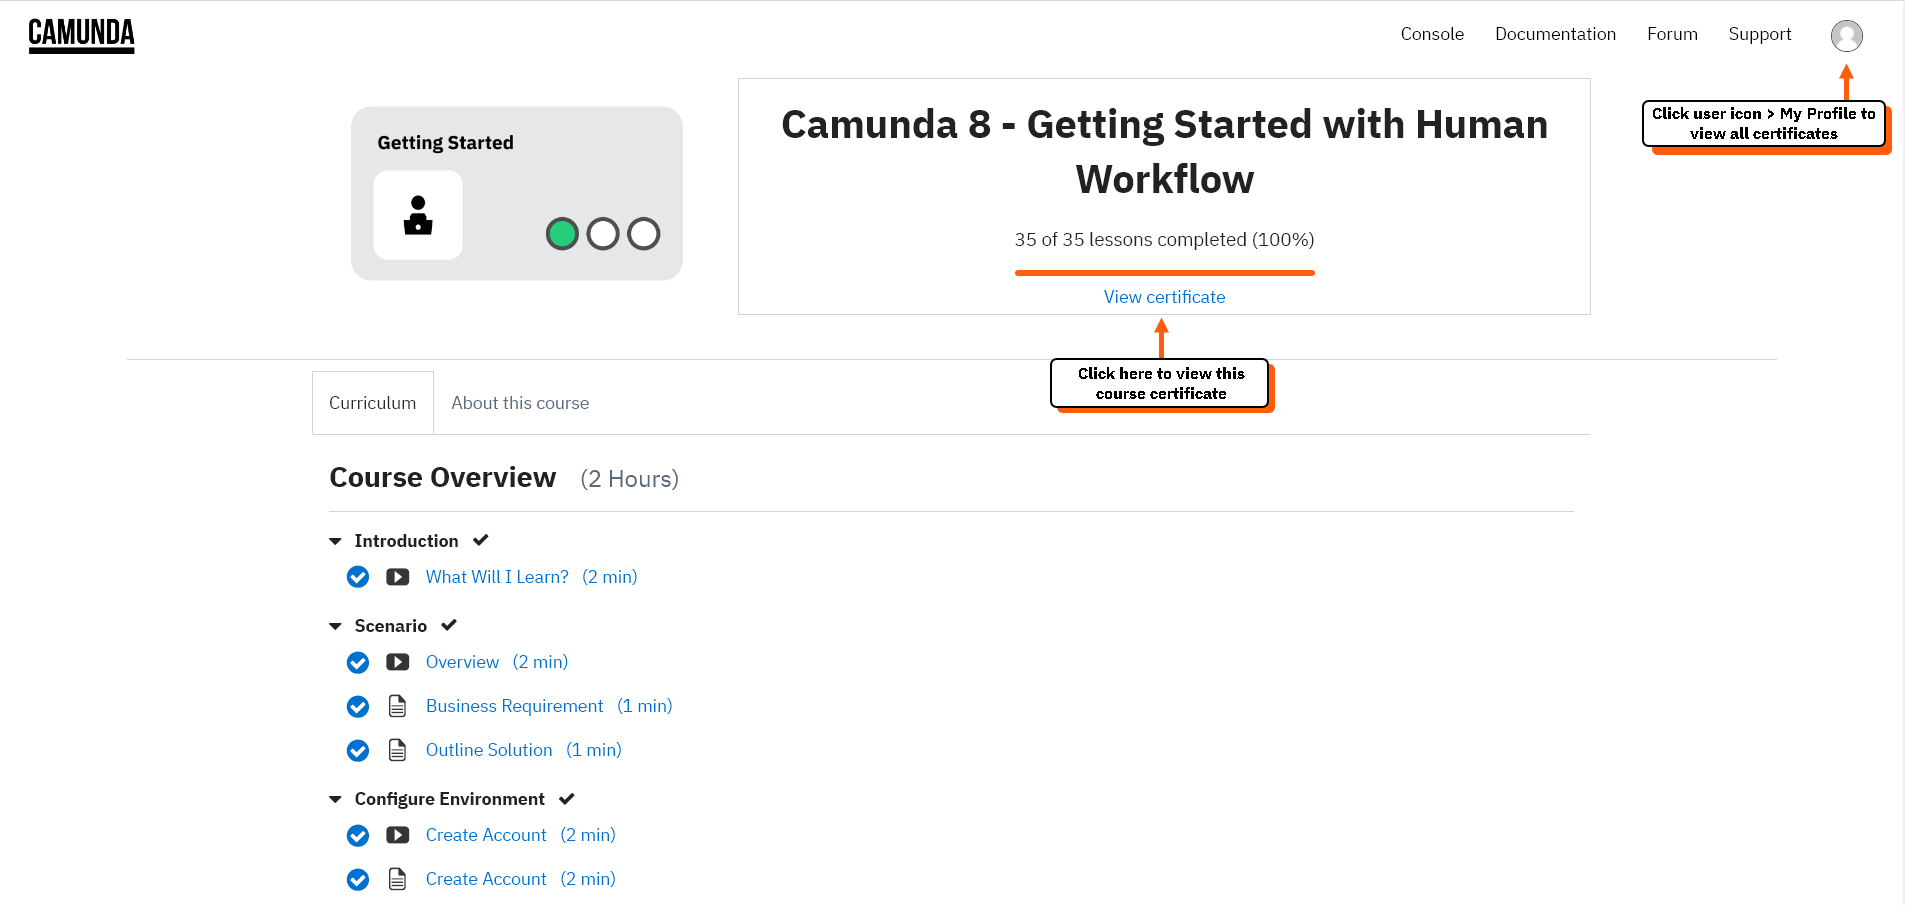 CAMUNDA
Console Documentation Forum Support
Click user icon > My Profile to
view all certificates
Getting Started
Camunda 8 - Getting Started with Human
Workflow
35 of 35 lessons completed (100%)
View certificate
Click here to view this
course certificate
Curriculum About this course
Course Overview (2 Hours)
Introduction
What Will I Learn? (2 min)
Scenario
Overview (2 min)
Business Requirement (1 min)
Outline Solution (1 min)
Configure Environment
Create Account (2 min)
Create Account (2 min)